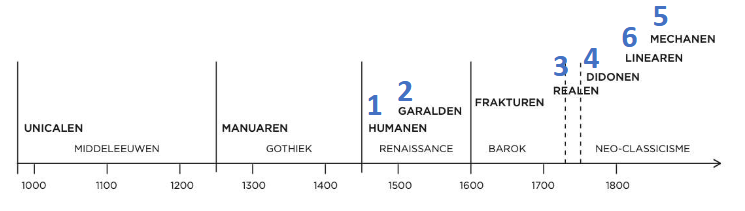 5
6 MECHANEN
3 4 LINEAREN
DIDONEN
1 2 REALEN
GARALDEN FRAKTUREN
UNICALEN MANUAREN HUMANEN
MIDDELEEUWEN GOTHIEK RENAISSANCE BAROK NEO-CLASSICISME
1000 1100 1200 1300 1400 1500 1600 1700 1800